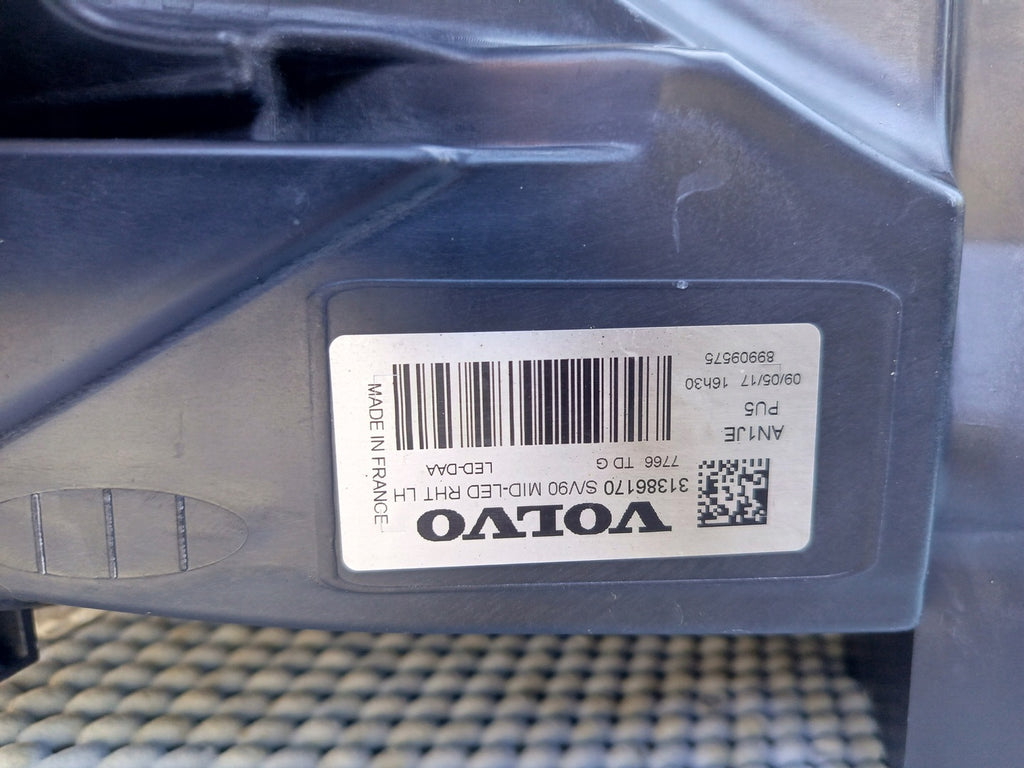 VOLVO
31386170 S/V90 MID-LED RHT LH
7766 TD G
LED-DAA
AN1JE
PU5
09/05/17 16h30
89909575
MADE IN FRANCE